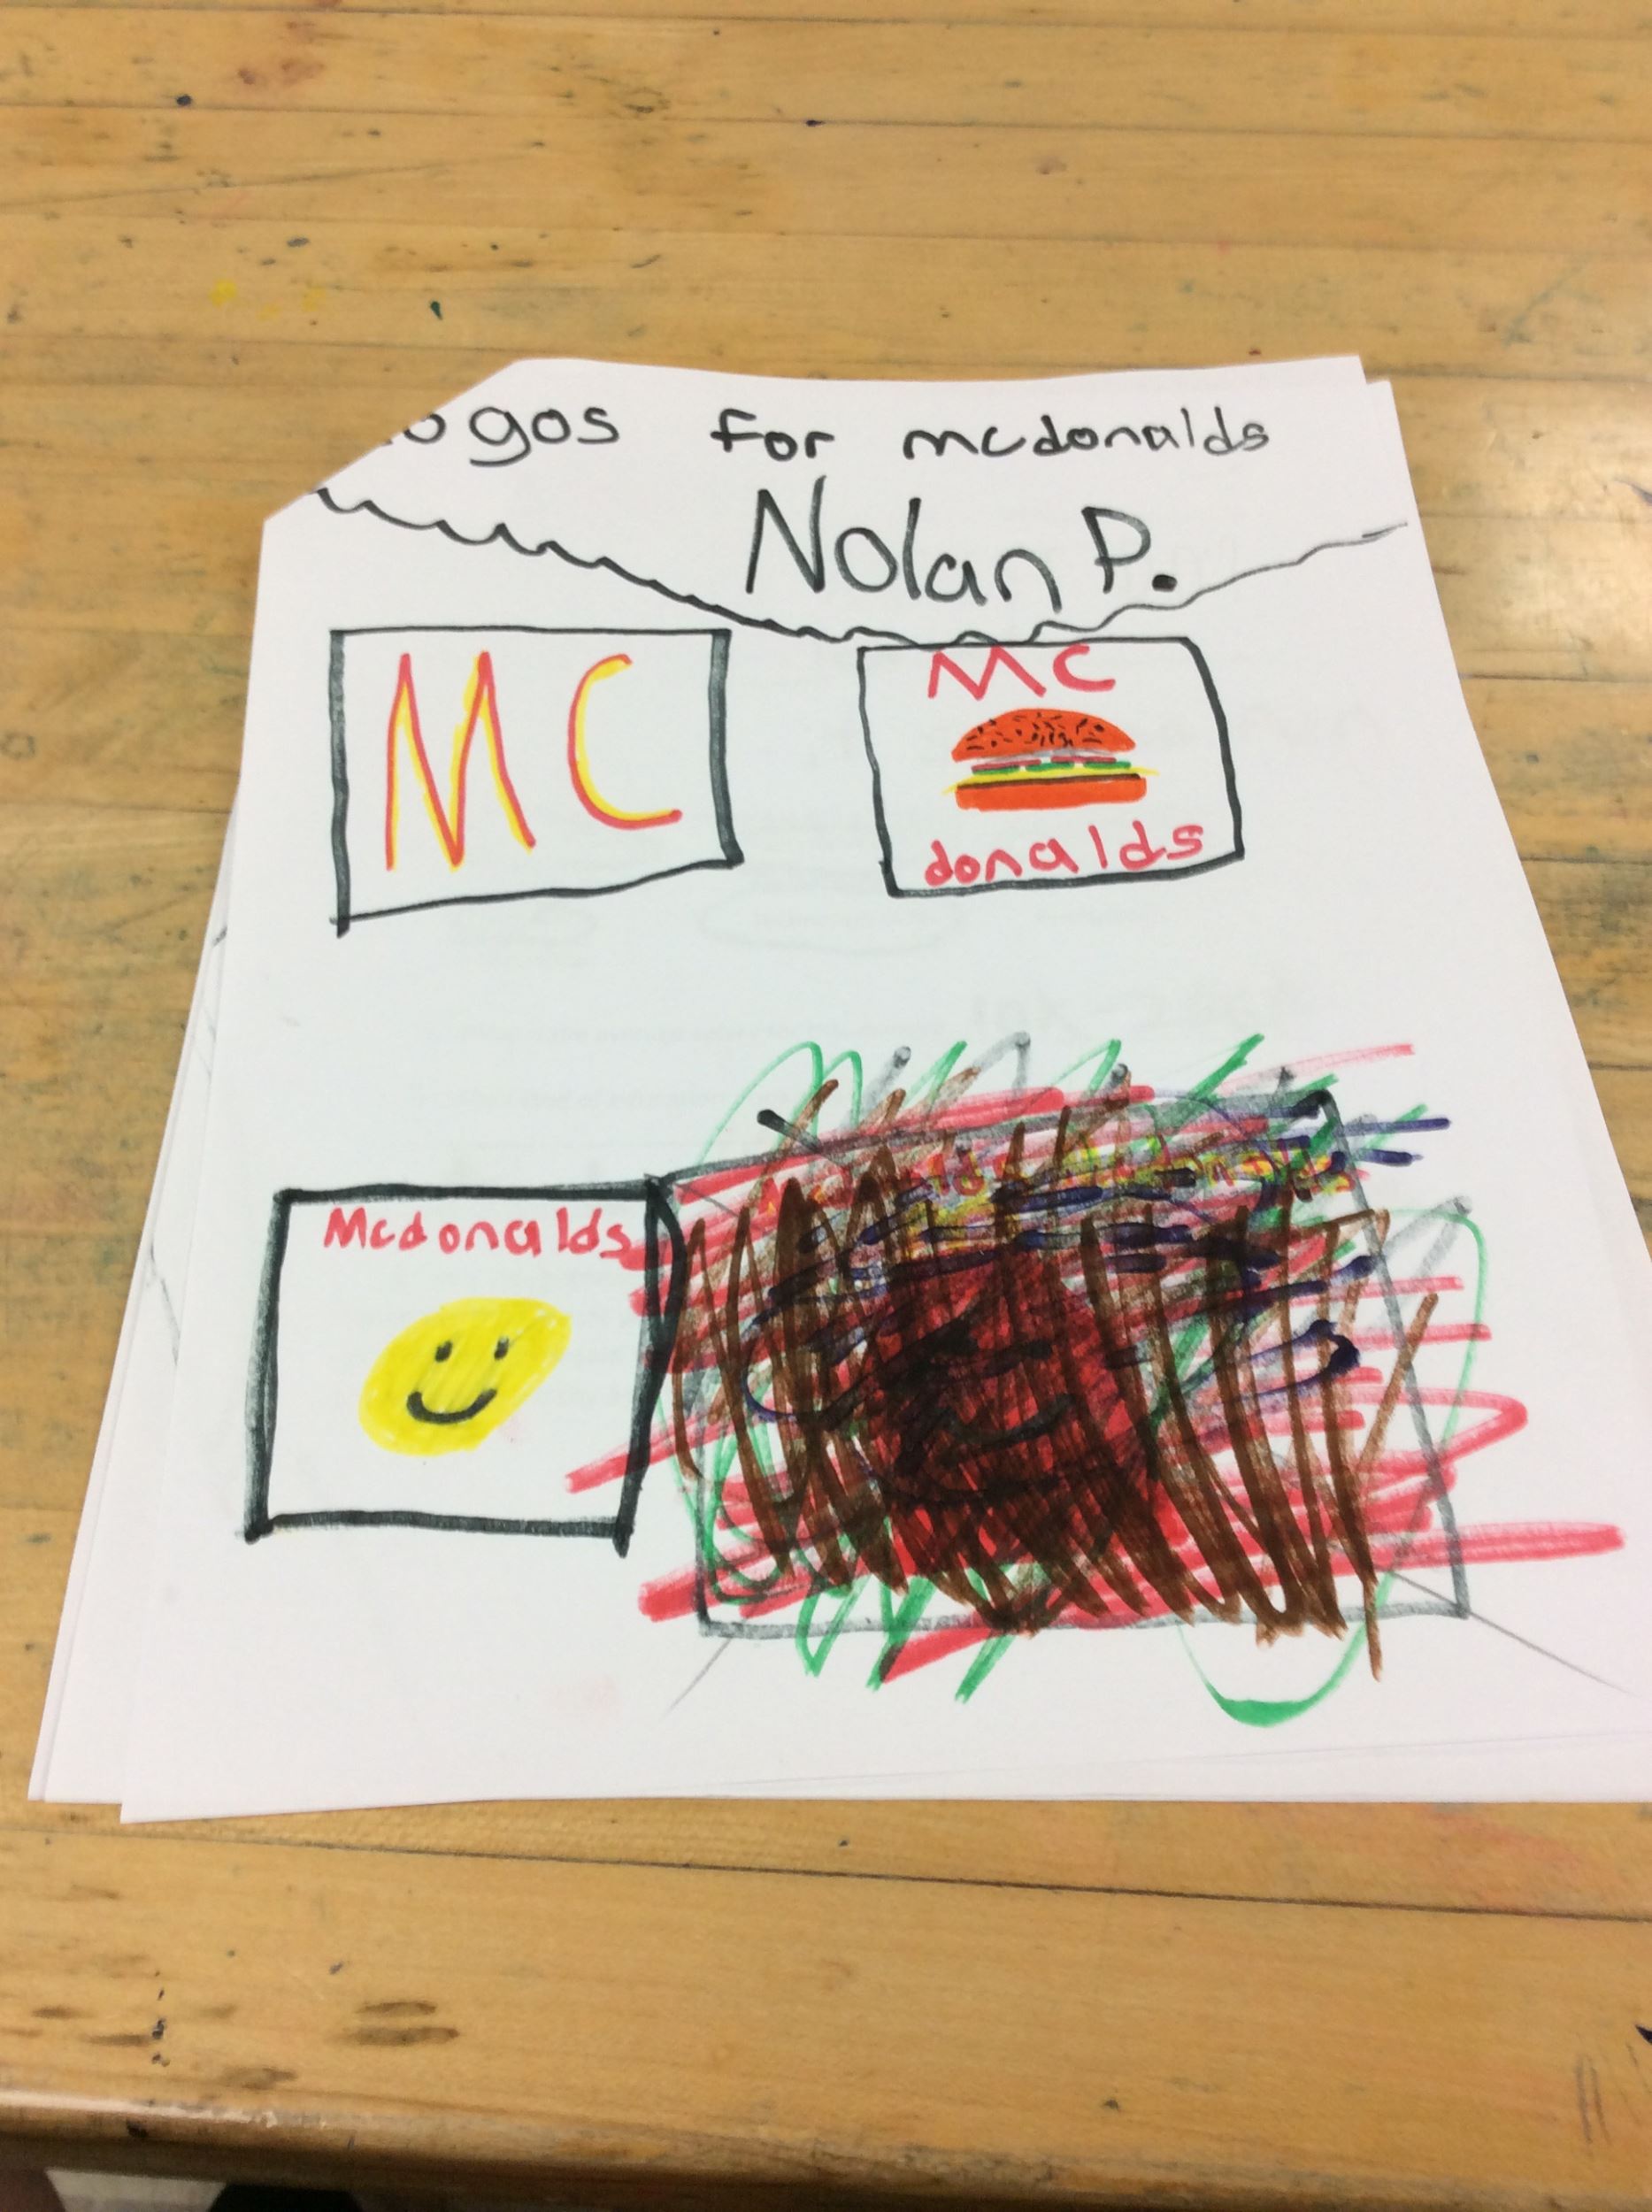 ogos for mcdonalds
Nolan P.
MC
MC
donalds
Mcdonalds